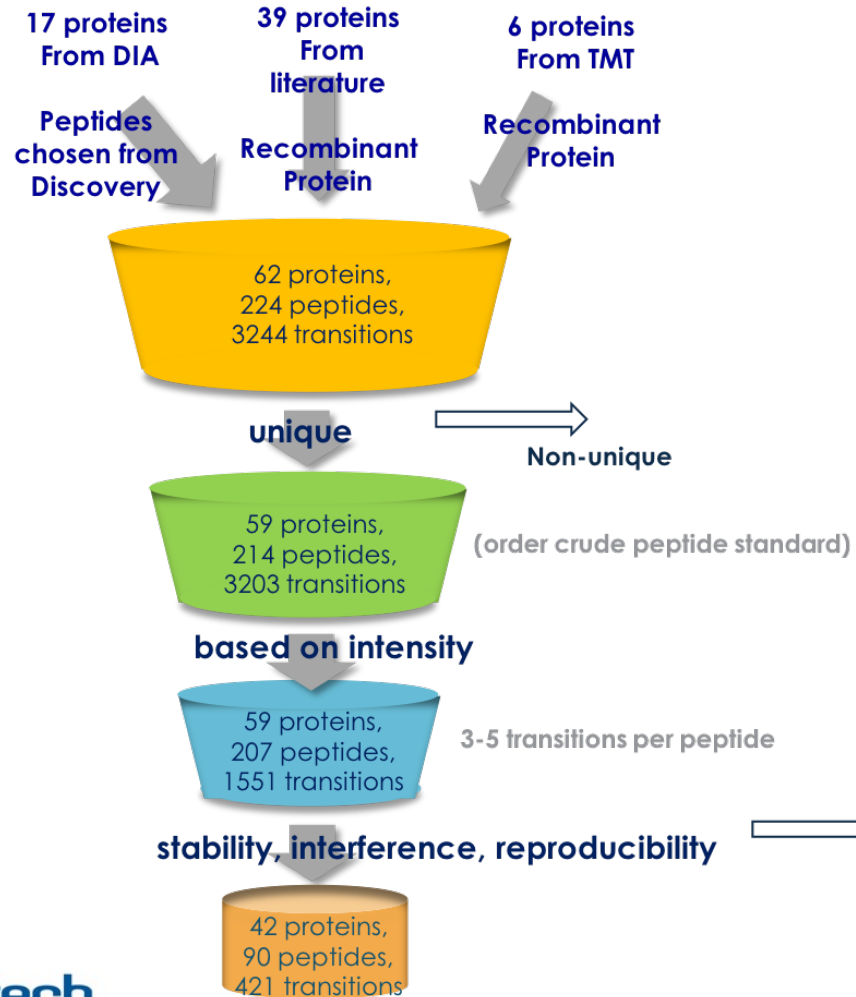 17 proteins
From DIA
39 proteins
From
literature
6 proteins
From TMT
Peptides
chosen from
Discovery
Recombinant
Protein
Recombinant
Protein
62 proteins,
224 peptides,
3244 transitions
unique
Non-unique
59 proteins,
214 peptides,
3203 transitions
(order crude peptide standard)
based on intensity
59 proteins,
207 peptides,
1551 transitions
3-5 transitions per peptide
stability, interference, reproducibility
42 proteins,
90 peptides,
421 transitions